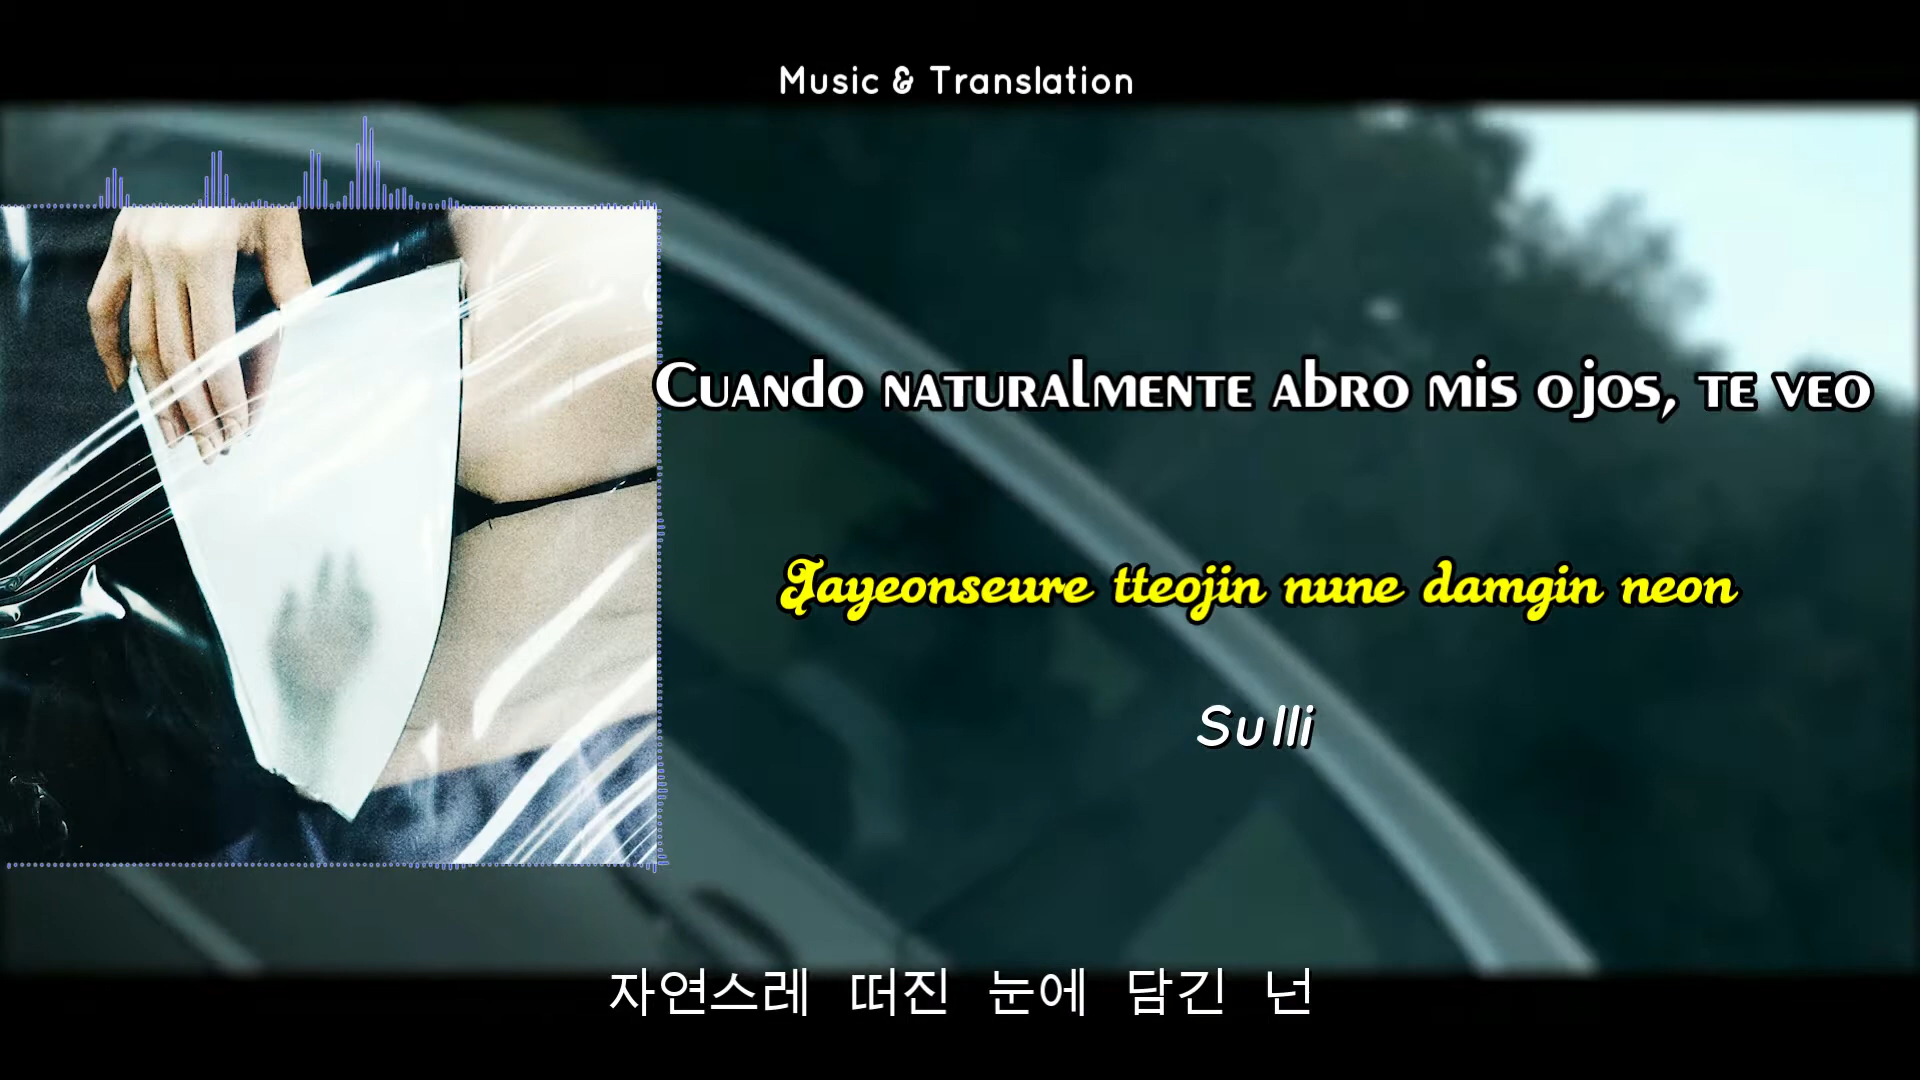 Music & Translation
Cuando naturalmente abro mis ojos, te veo
Jayeonseure tteojin nune damgin neon
Sulli
자연스레 떠진 눈에 담긴 넌